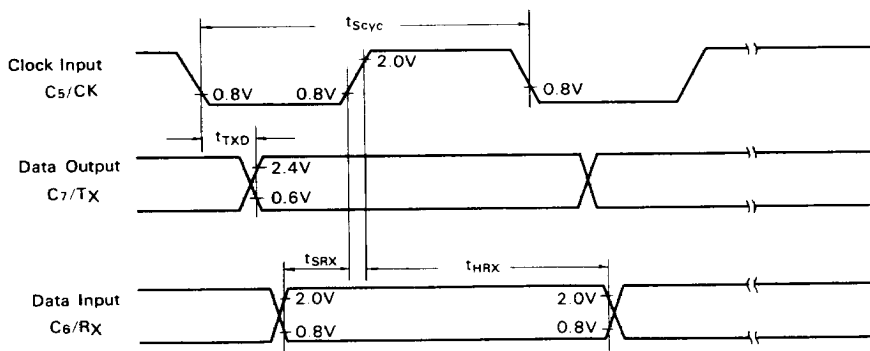 tScyc
Clock Input
C5/CK
0.8V
0.8V
2.0V
0.8V
tTXD
Data Output
C7/TX
2.4V
0.6V
tSRX
tHRX
Data Input
C6/RX
2.0V
0.8V
2.0V
0.8V